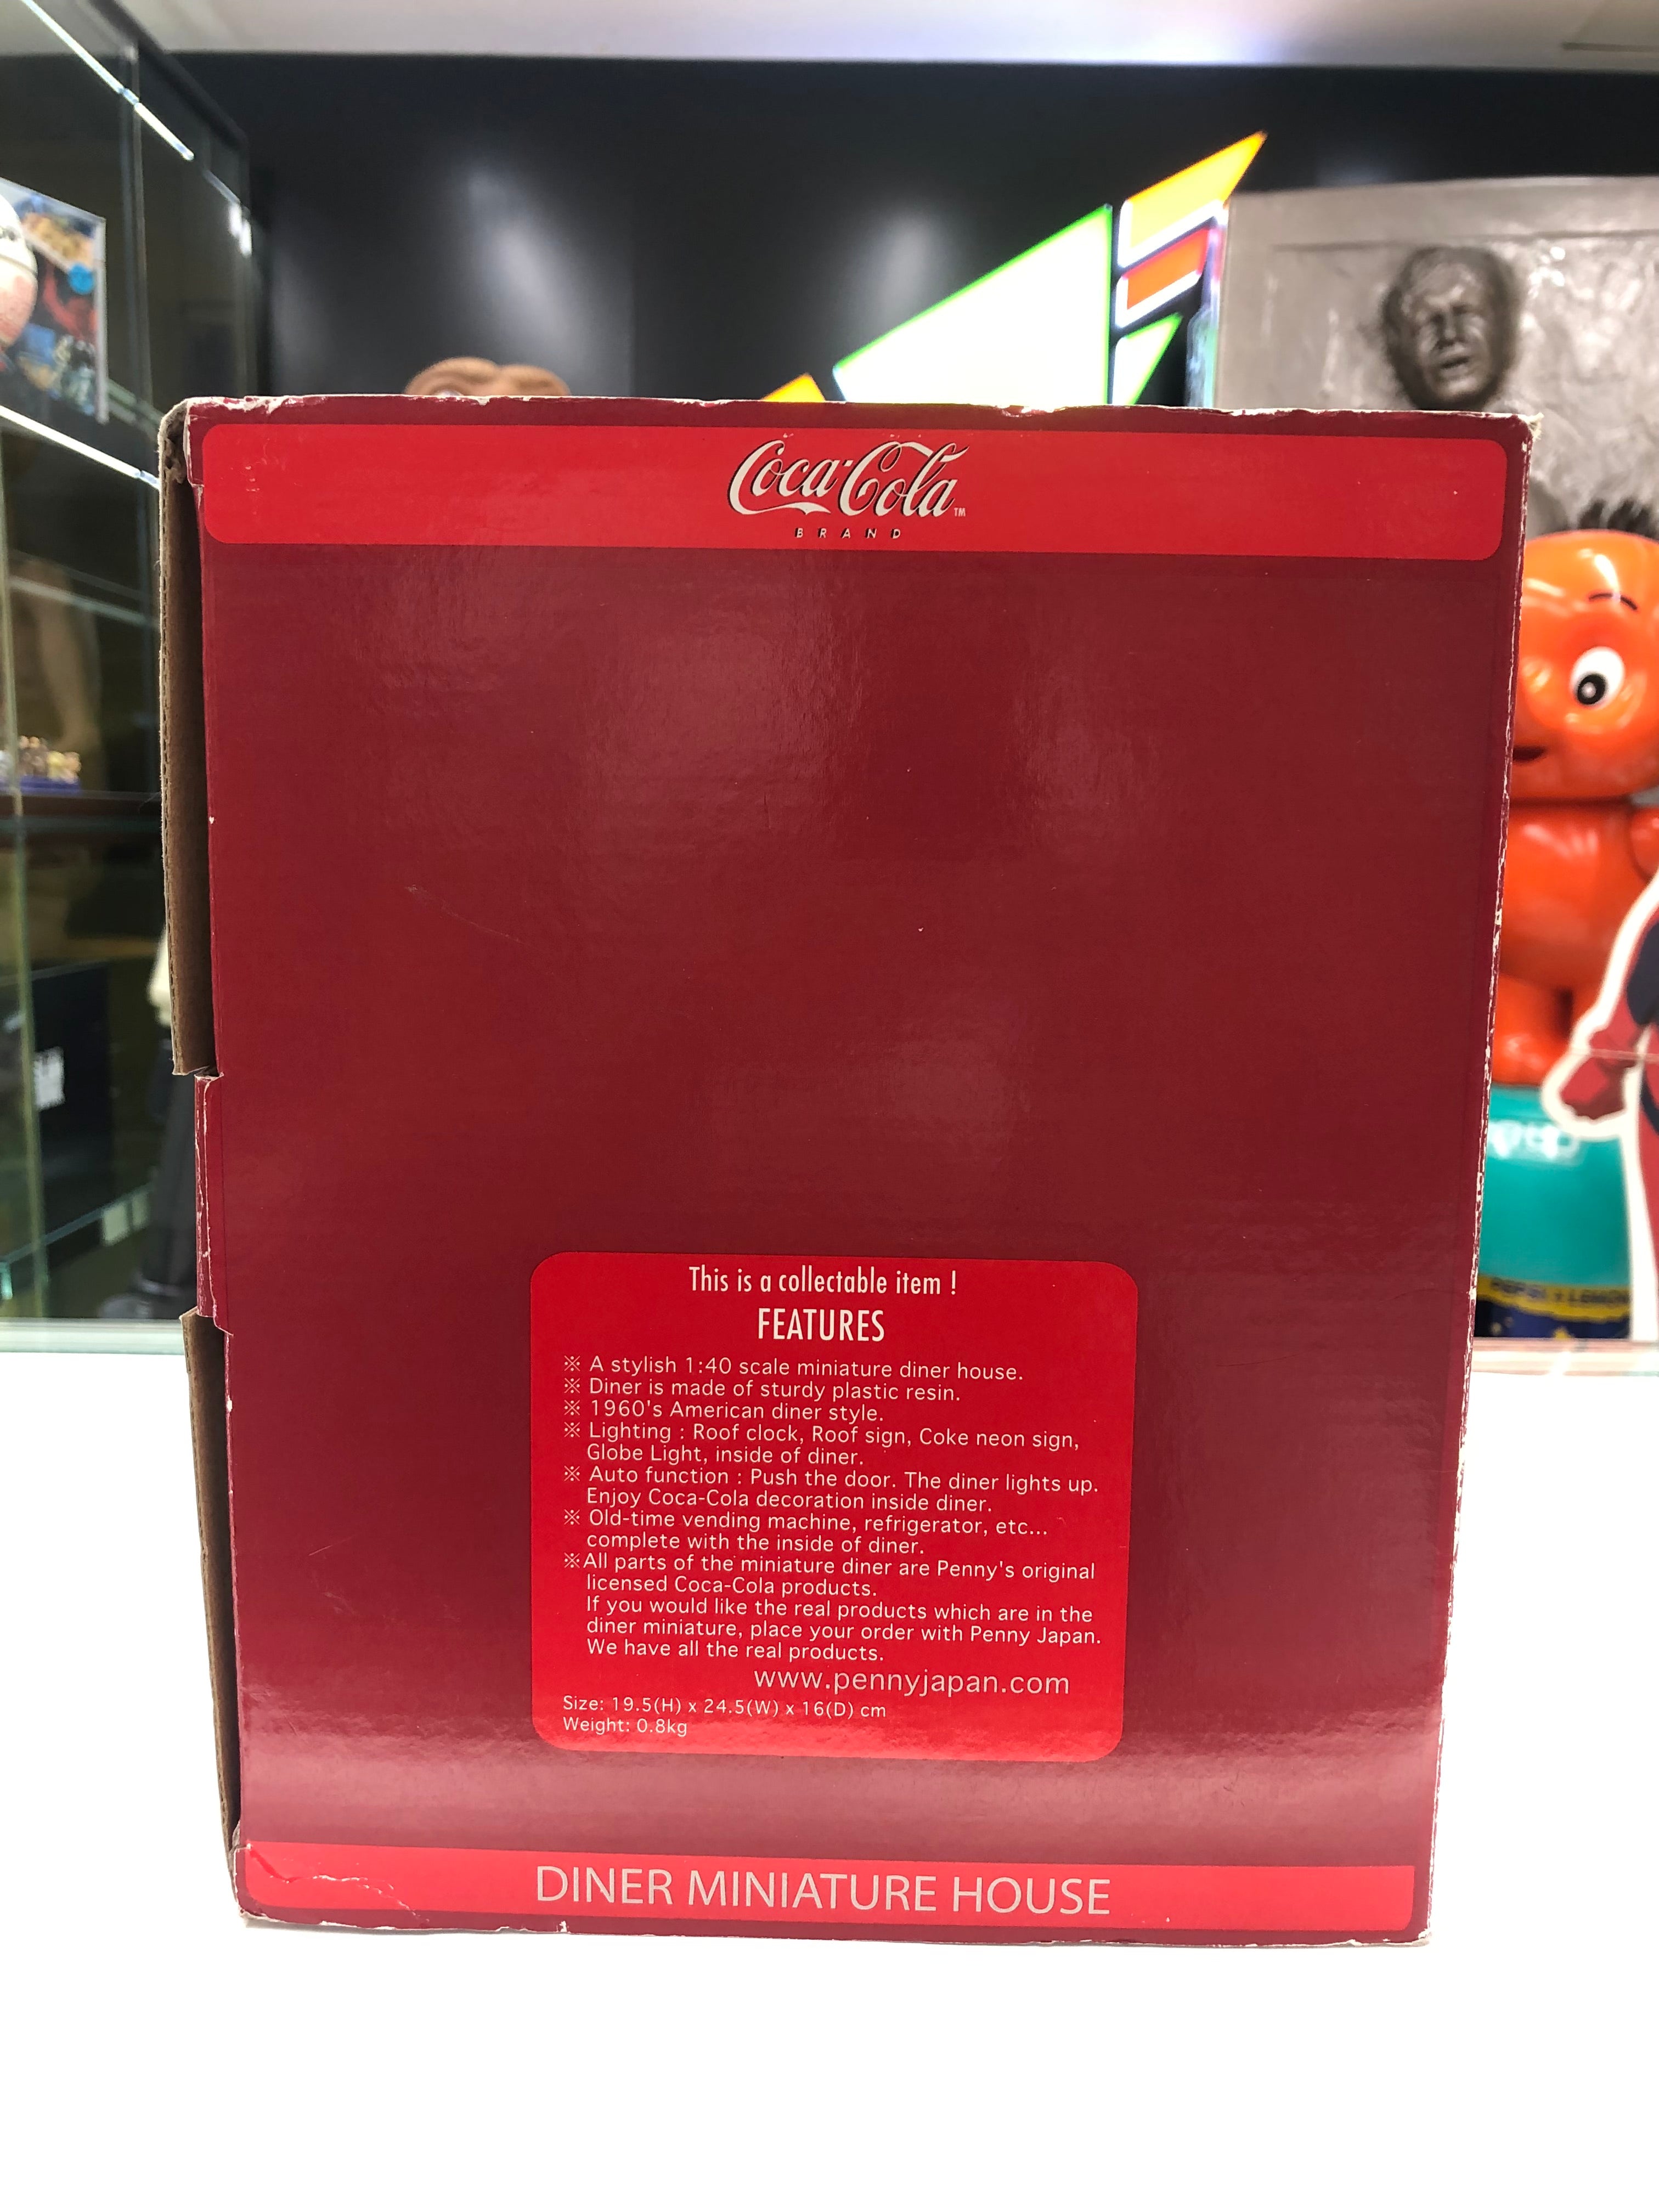 Coca-Cola TM
BRAND
This is a collectable item !
FEATURES
※ A stylish 1:40 scale miniature diner house.
※ Diner is made of sturdy plastic resin.
※ 1960's American diner style.
※ Lighting : Roof clock, Roof sign, Coke neon sign,
Globe Light, inside of diner.
※ Auto function : Push the door. The diner lights up.
Enjoy Coca-Cola decoration inside diner.
※ Old-time vending machine, refrigerator, etc...
complete with the inside of diner.
※All parts of the miniature diner are Penny's original
licensed Coca-Cola products.
If you would like the real products which are in the
diner miniature, place your order with Penny Japan.
We have all the real products.
www.pennyjapan.com
Size: 19.5(H) x 24.5(W) x 16(D) cm
Weight: 0.8kg
DINER MINIATURE HOUSE